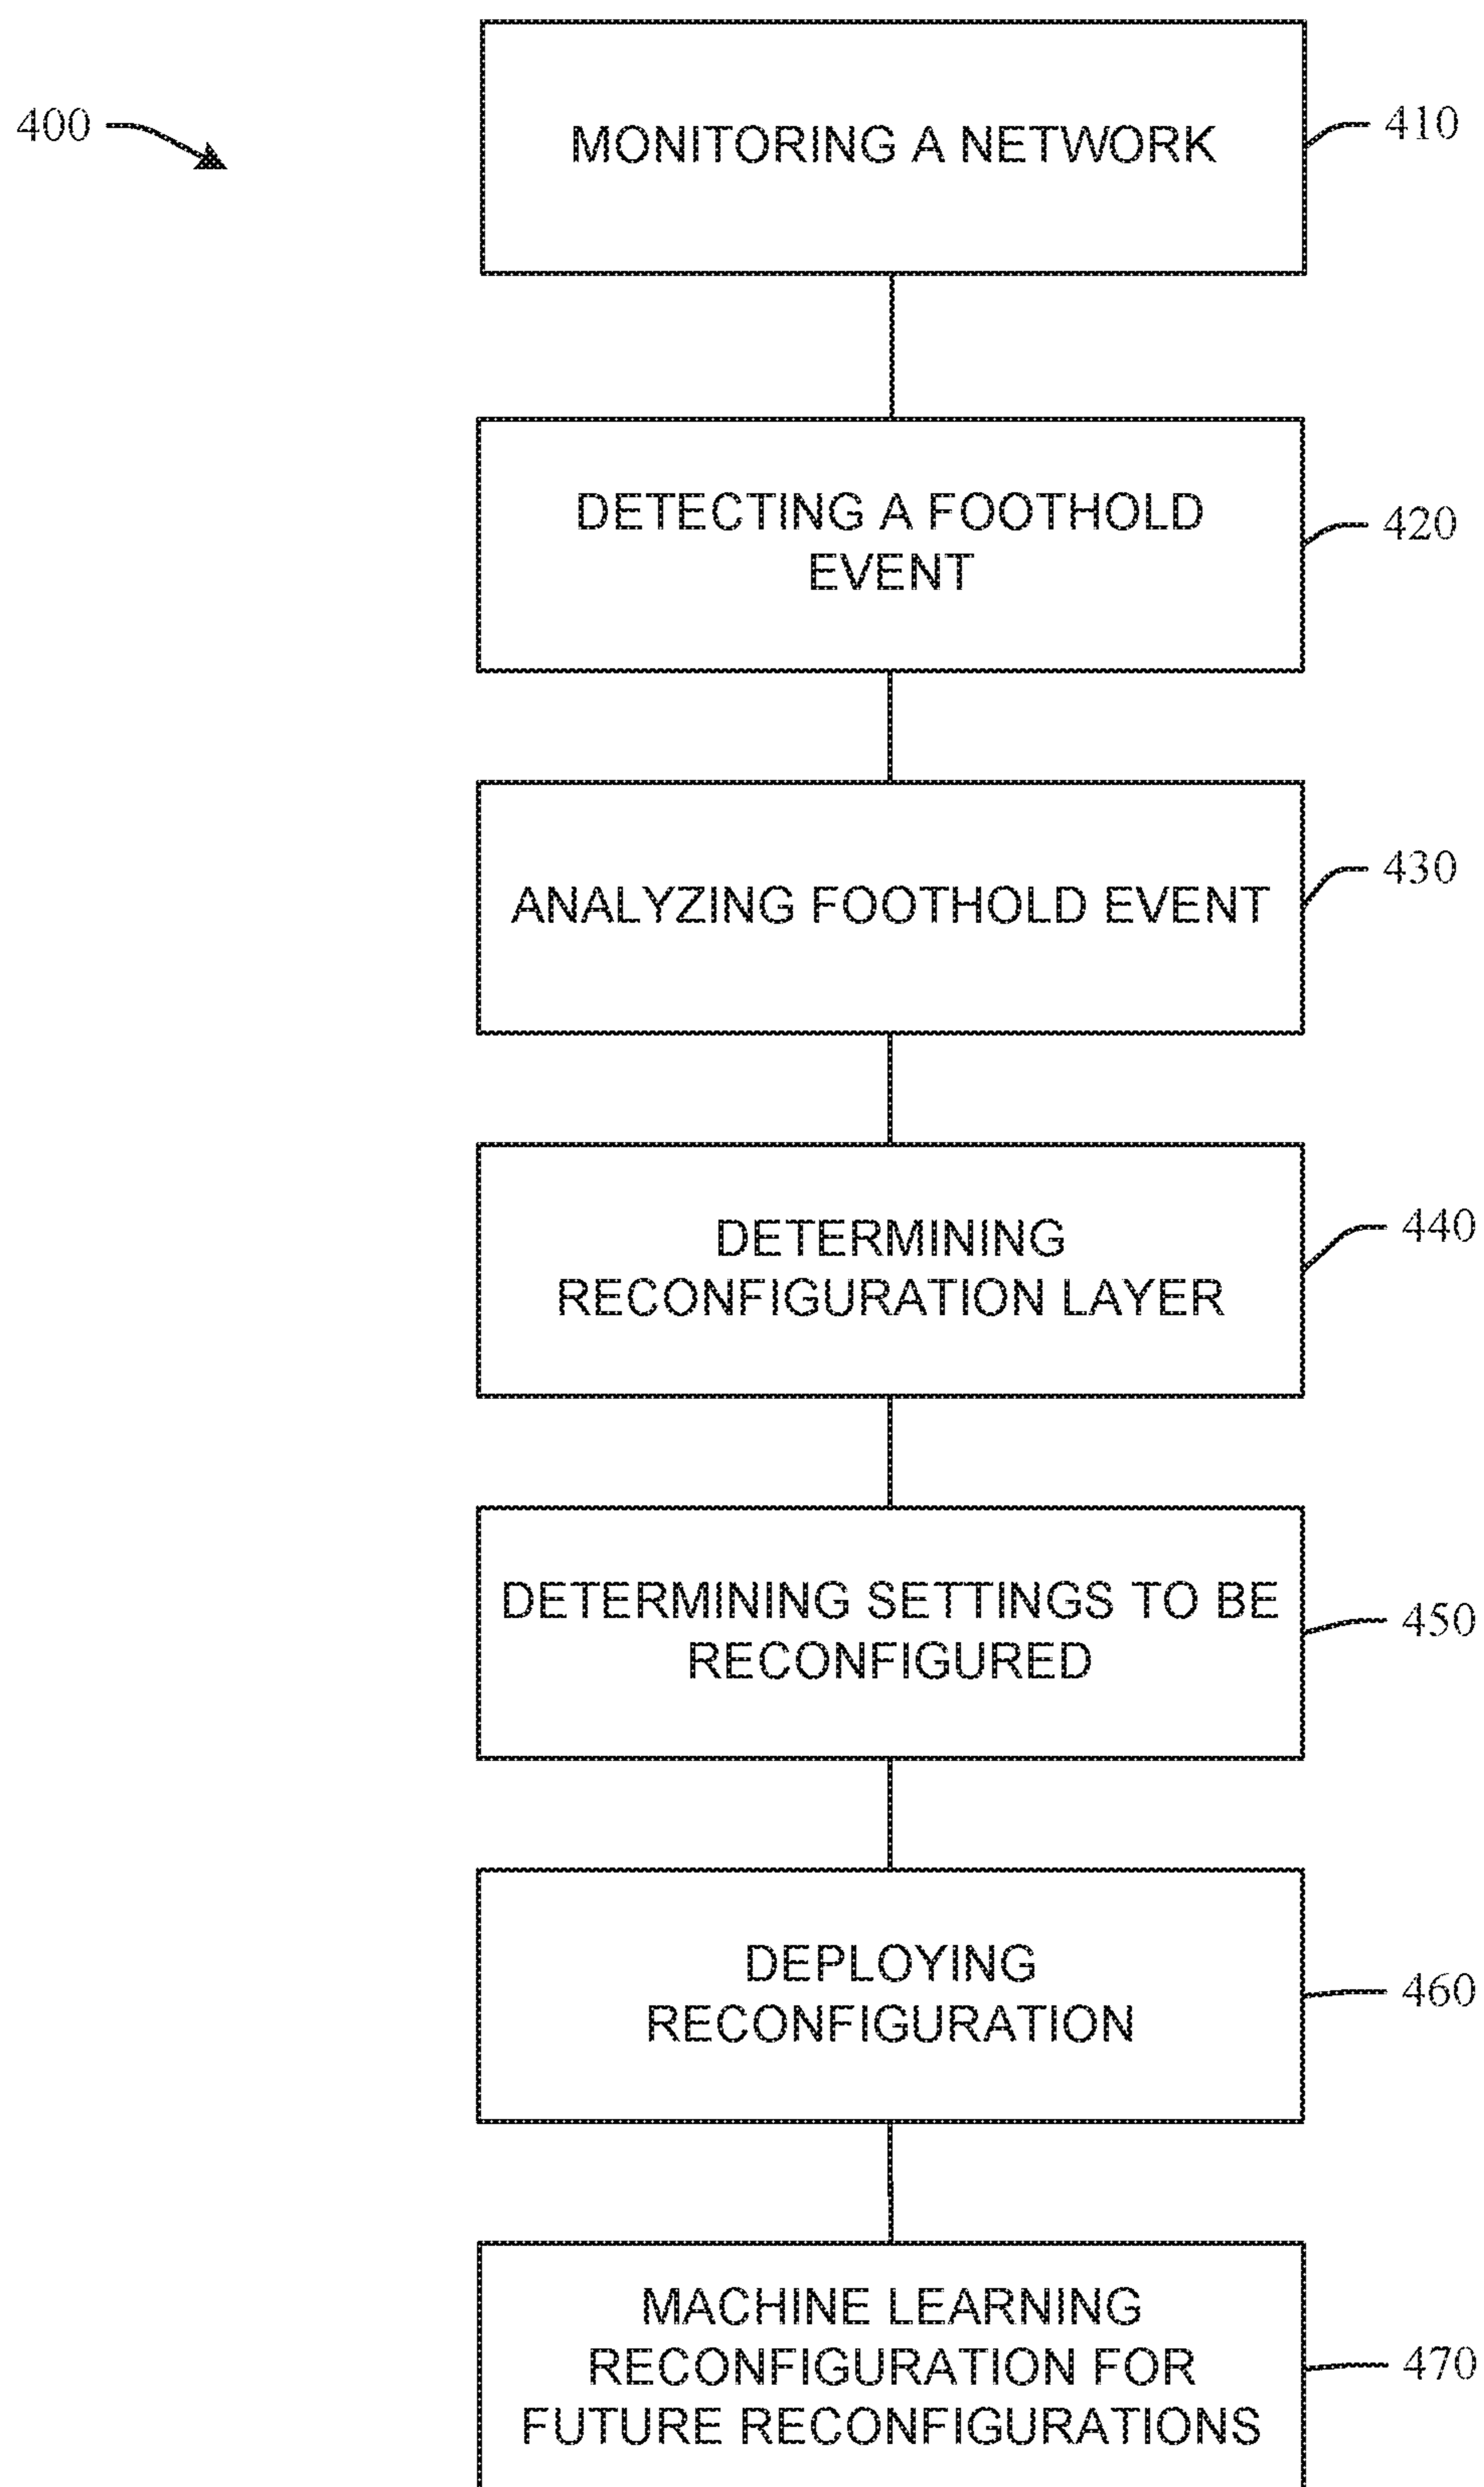 400
MONITORING A NETWORK
410
DETECTING A FOOTHOLD
EVENT
420
ANALYZING FOOTHOLD EVENT
430
DETERMINING
RECONFIGURATION LAYER
440
DETERMINING SETTINGS TO BE
RECONFIGURED
450
DEPLOYING
RECONFIGURATION
460
MACHINE LEARNING
RECONFIGURATION FOR
FUTURE RECONFIGURATIONS
470